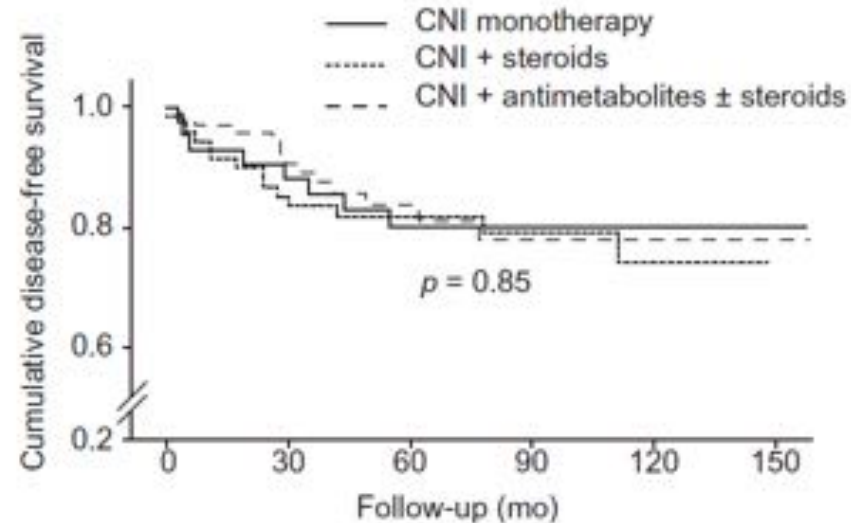 CNI monotherapy
CNI + steroids
CNI + antimetabolites ± steroids
Cumulative disease-free survival
1.0
0.8
0.6
0.2
p = 0.85
0 30 60 90 120 150
Follow-up (mo)